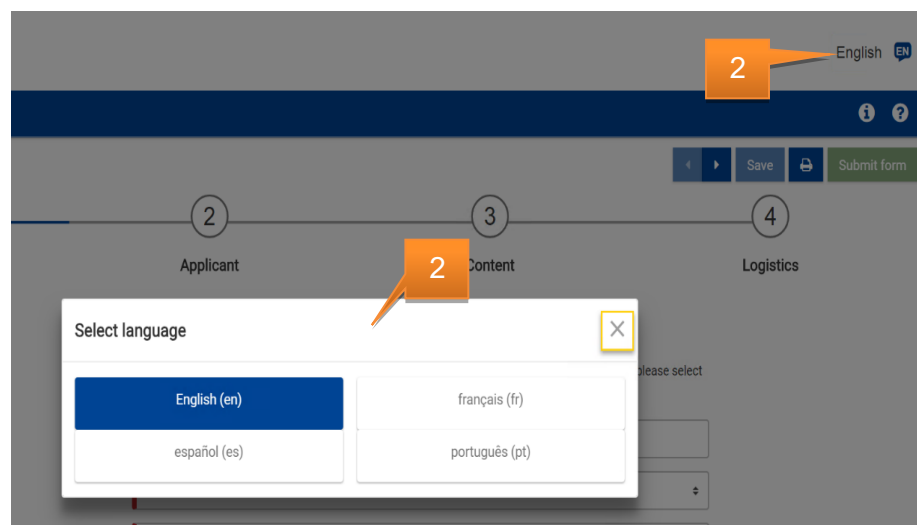 2
English EN
Save Submit form
2 3 4
Applicant Content Logistics
2
Select language
please select
English (en) français (fr)
español (es) português (pt)